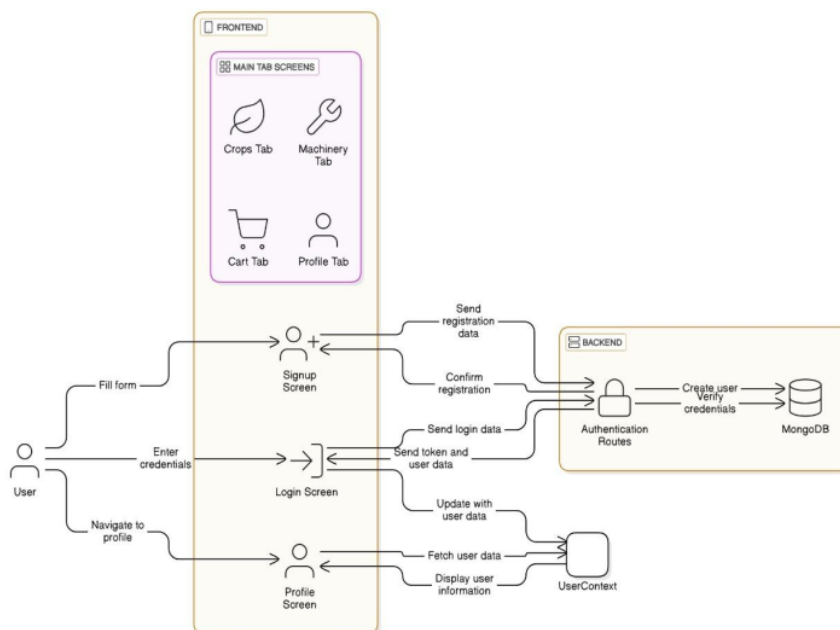 FRONTEND
MAIN TAB SCREENS
Crops Tab
Machinery
Tab
Cart Tab
Profile Tab
Send
registration
data
BACKEND
Signup
Screen
Fill form
Confirm
registration
Create user
Verify
credentials
Authentication
Routes
MongoDB
Send login data
Enter
credentials
Send token and
user data
User
Login Screen
Update with
user data
Navigate to
profile
Fetch user data
Display user
information
Profile
Screen
UserContext